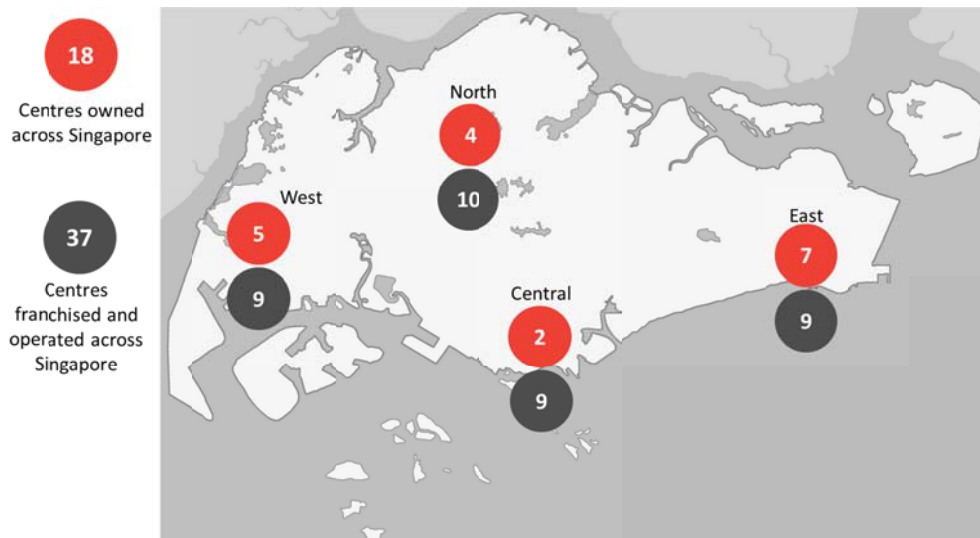 18
Centres owned
across Singapore
37
Centres
franchised and
operated across
Singapore
North
4
10
West
5
9
East
7
9
Central
2
9